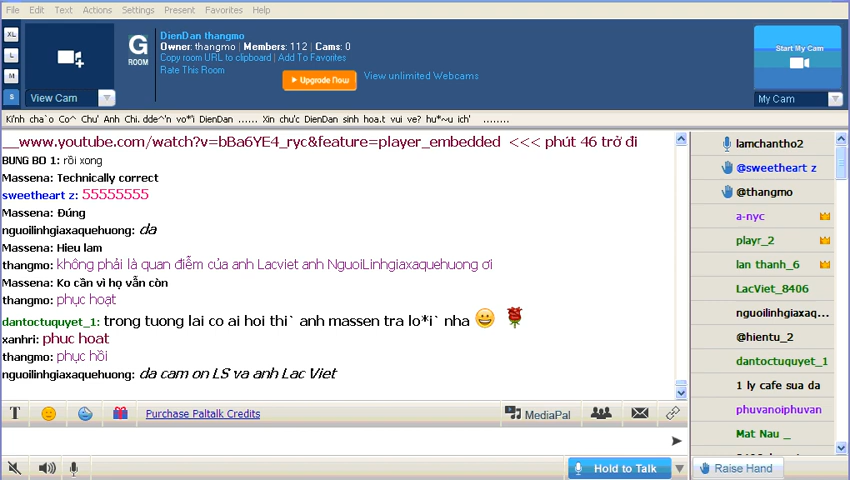 File Edit Text Actions Settings Present Favorites Help
XL
L
M
S
View Cam
G
ROOM
DienDan thangmo
Owner: thangmo | Members: 112 | Cams: 0
Copy room URL to clipboard | Add To Favorites
Rate This Room
Upgrade Now
View unlimited Webcams
Start My Cam
My Cam
Ki'nh cha`o Co^ Chu' Anh Chi. dde^'n vo*'i DienDan ...... Xin chu'c DienDan sinh hoa.t vui ve? hu*~u ich' ........
__www.youtube.com/watch?v=bBa6YE4_ryc&feature=player_embedded <<< phút 46 trở đi
BUNG BO 1: rồi xong
Massena: Technically correct
sweetheart z: 55555555
Massena: Đúng
nguoilinhgiaxaquehuong: da
Massena: Hieu lam
thangmo: không phải là quan điễm của anh Lacviet anh NguoiLinhgiaxaquehuong ơi
Massena: Ko cần vì họ vẫn còn
thangmo: phục hoạt
dantoctuquyet_1: trong tuong lai co ai hoi thi` anh massen tra lo*i` nha
xanhri: phuc hoat
thangmo: phục hồi
nguoilinhgiaxaquehuong: da cam on LS va anh Lac Viet
lamchantho2
@sweetheart z
@thangmo
a-nyc
playr_2
lan thanh_6
LacViet_8406
nguoilinhgiaxaq...
@hientu_2
dantoctuquyet_1
1 ly cafe sua da
phuvanoiphuvan
Mat Nau _
T
Purchase Paltalk Credits
MediaPal
Hold to Talk
Raise Hand